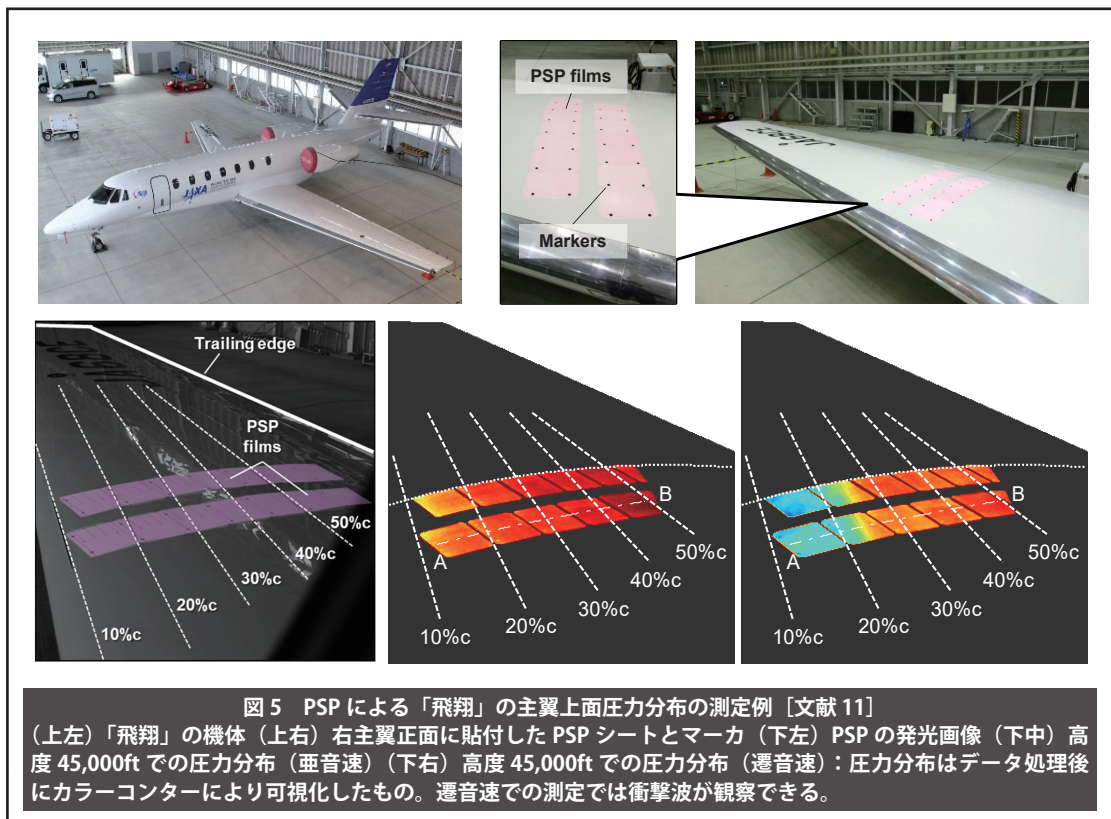 PSP films
Markers
JAXA
Trailing edge
PSP
films
50%c
40%c
30%c
20%c
10%c
A
B
50%c
40%c
30%c
20%c
10%c
A
B
50%c
40%c
30%c
20%c
10%c
図 5 PSP による「飛翔」の主翼上面圧力分布の測定例［文献 11］
(上左)「飛翔」の機体（上右）右主翼正面に貼付した PSP シートとマーカ（下左）PSP の発光画像（下中）高
度 45,000ft での圧力分布（亜音速）（下右）高度 45,000ft での圧力分布（遷音速）：圧力分布はデータ処理後
にカラーコンターにより可視化したもの。遷音速での測定では衝撃波が観察できる。